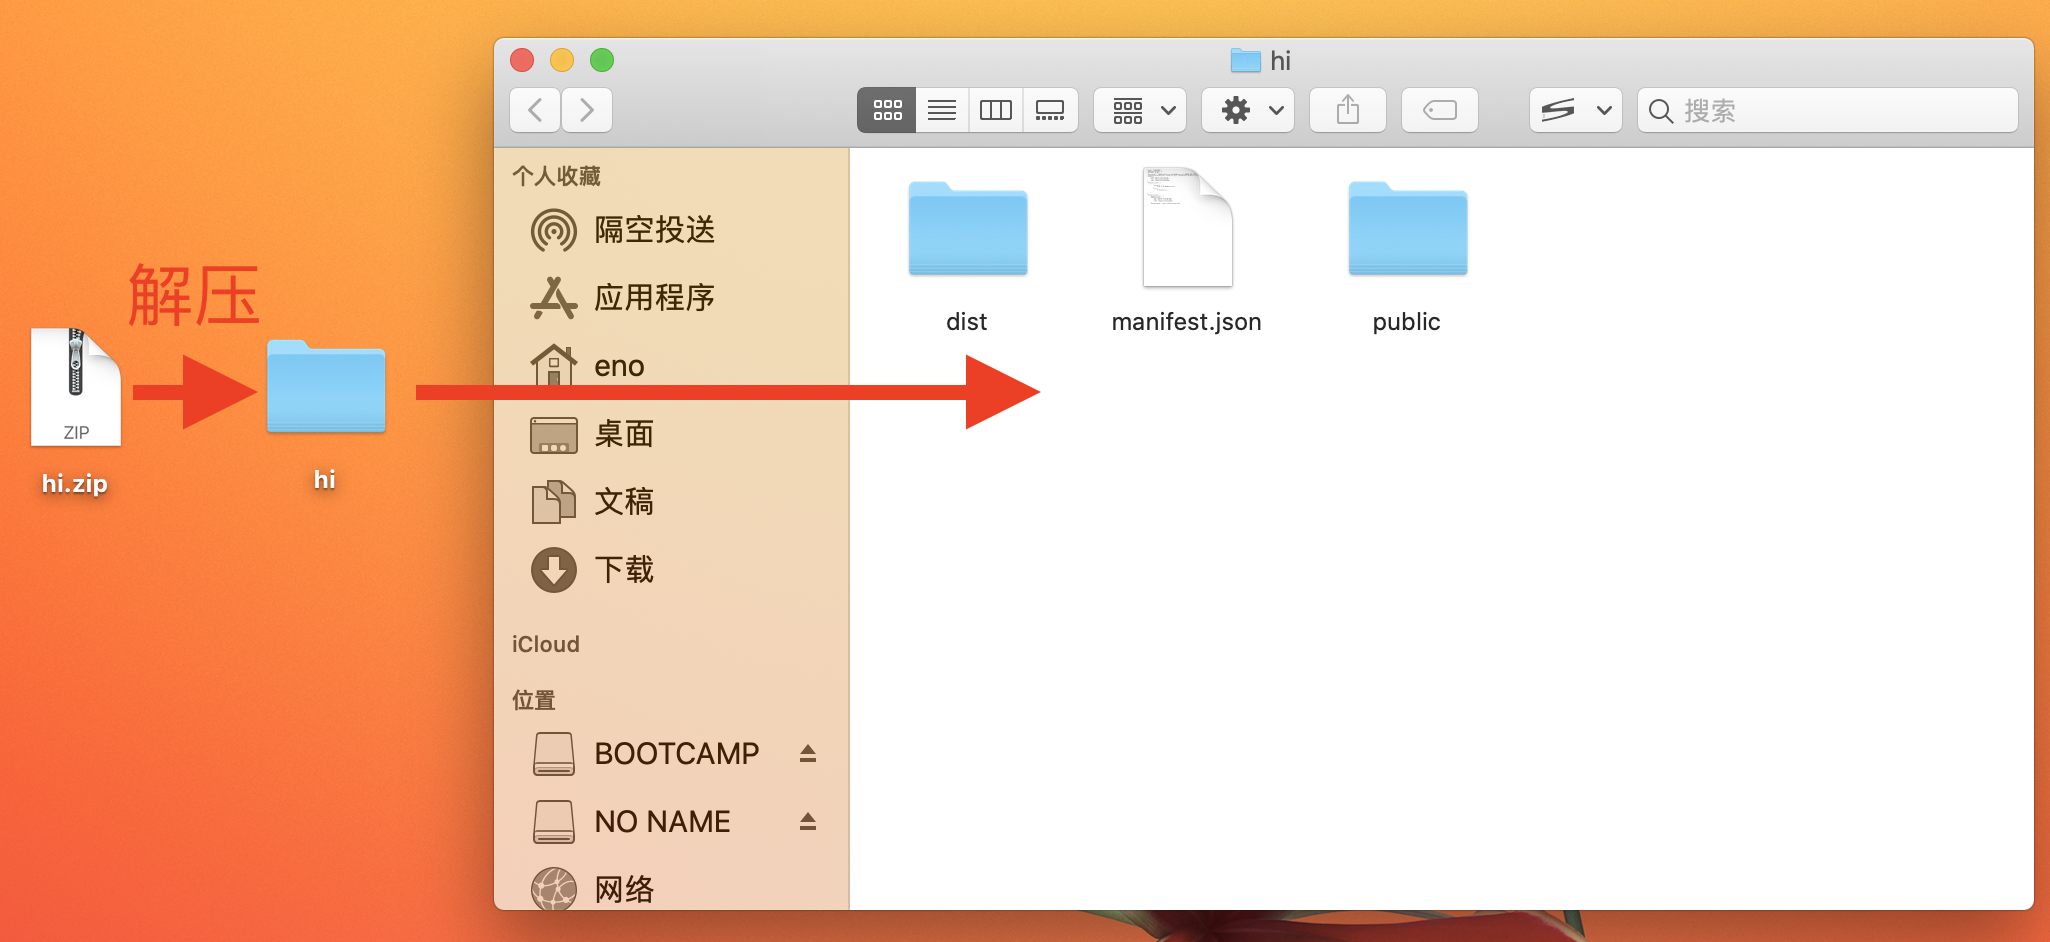 解压
ZIP
hi.zip
hi
hi
搜索
个人收藏
隔空投送
应用程序
eno
桌面
文稿
下载
iCloud
位置
BOOTCAMP
NO NAME
网络
dist
manifest.json
public